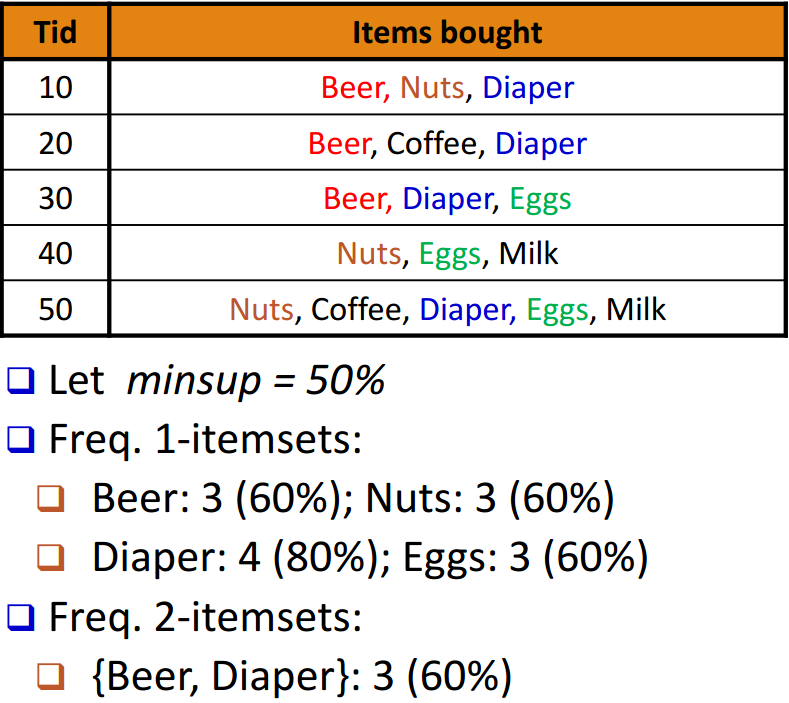 Tid Items bought
10 Beer, Nuts, Diaper
20 Beer, Coffee, Diaper
30 Beer, Diaper, Eggs
40 Nuts, Eggs, Milk
50 Nuts, Coffee, Diaper, Eggs, Milk
❑ Let minsup = 50%
❑ Freq. 1-itemsets:
❑ Beer: 3 (60%); Nuts: 3 (60%)
❑ Diaper: 4 (80%); Eggs: 3 (60%)
❑ Freq. 2-itemsets:
❑ {Beer, Diaper}: 3 (60%)